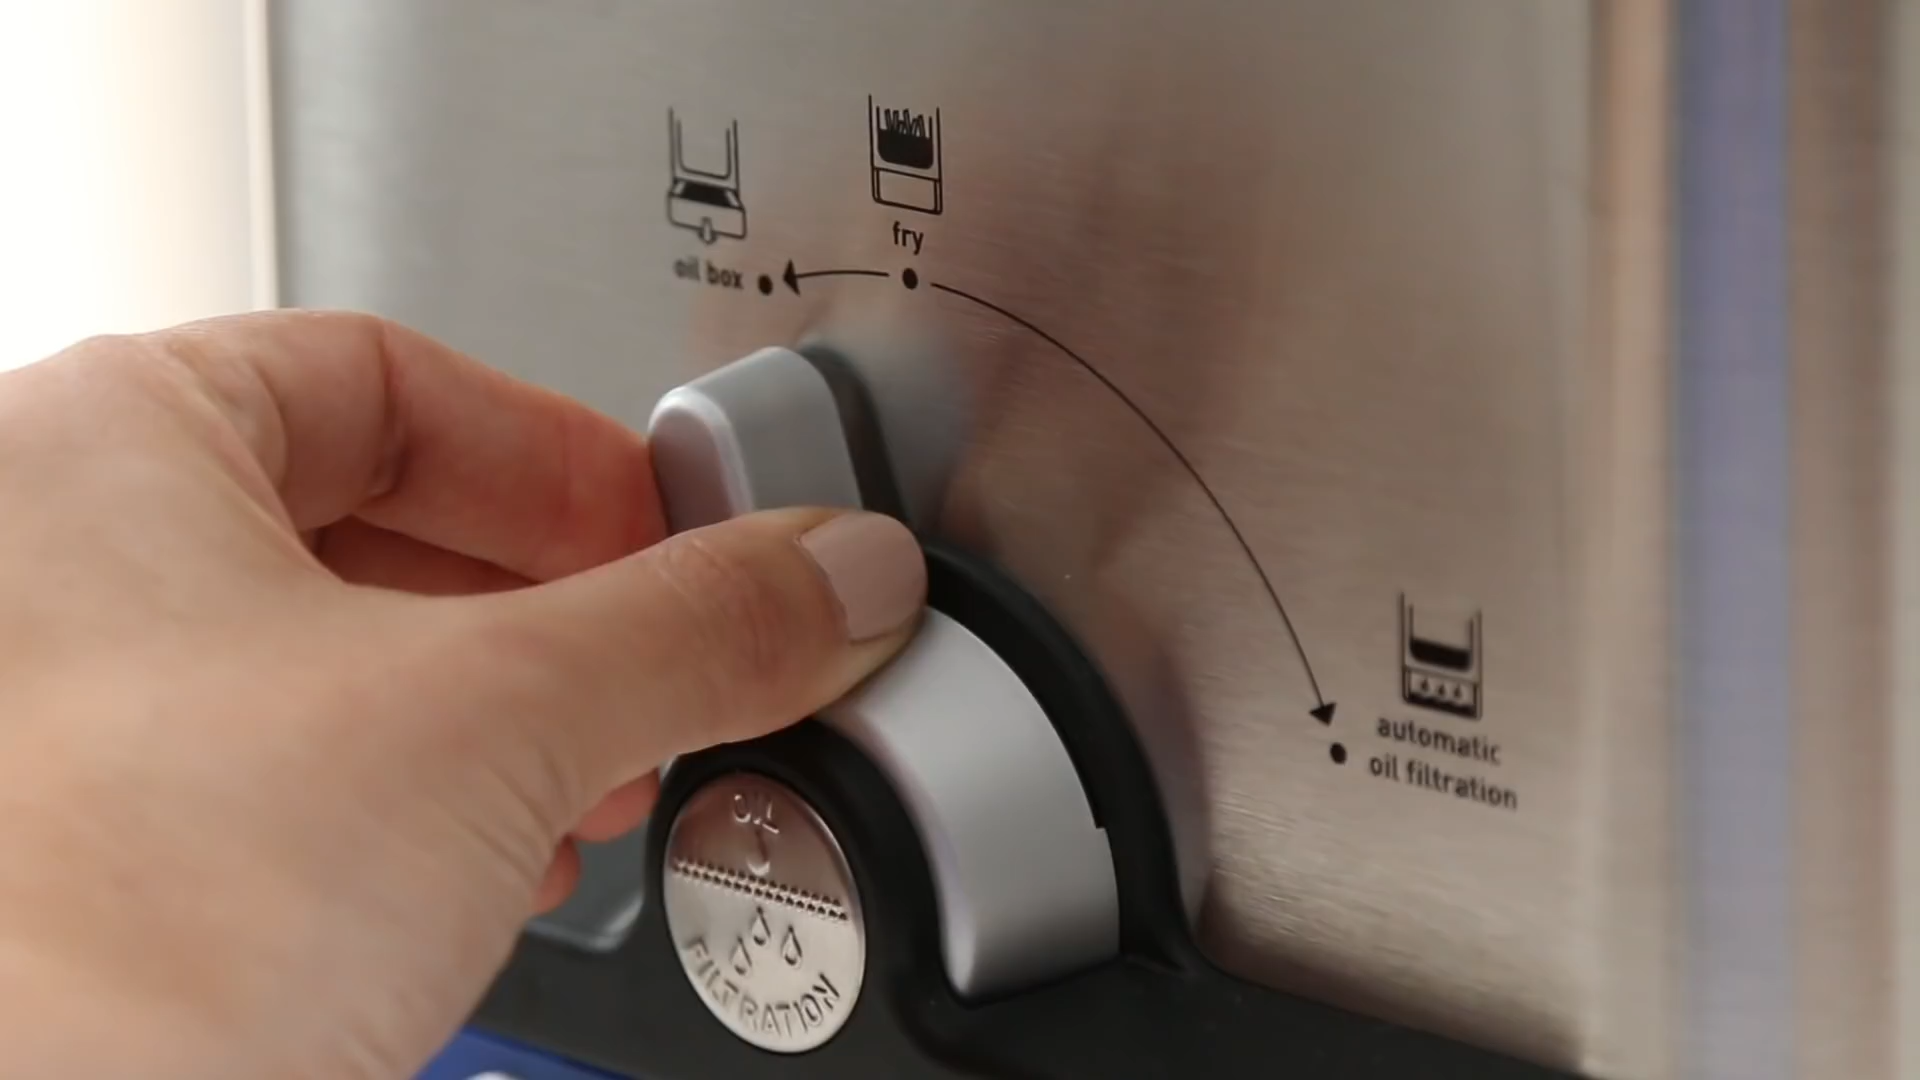 fry
oil box
automatic
oil filtration
OIL
FILTRATION